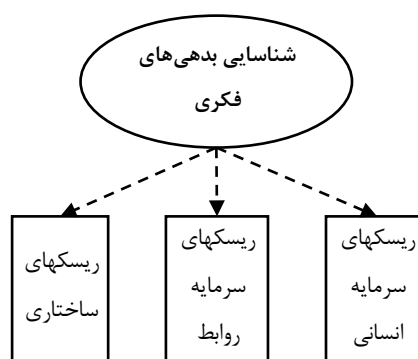 شناسایی بدهی‌های
فکری
ریسکهای
سرمایه
انسانی
ریسکهای
سرمایه
روابط
ریسکهای
ساختاری